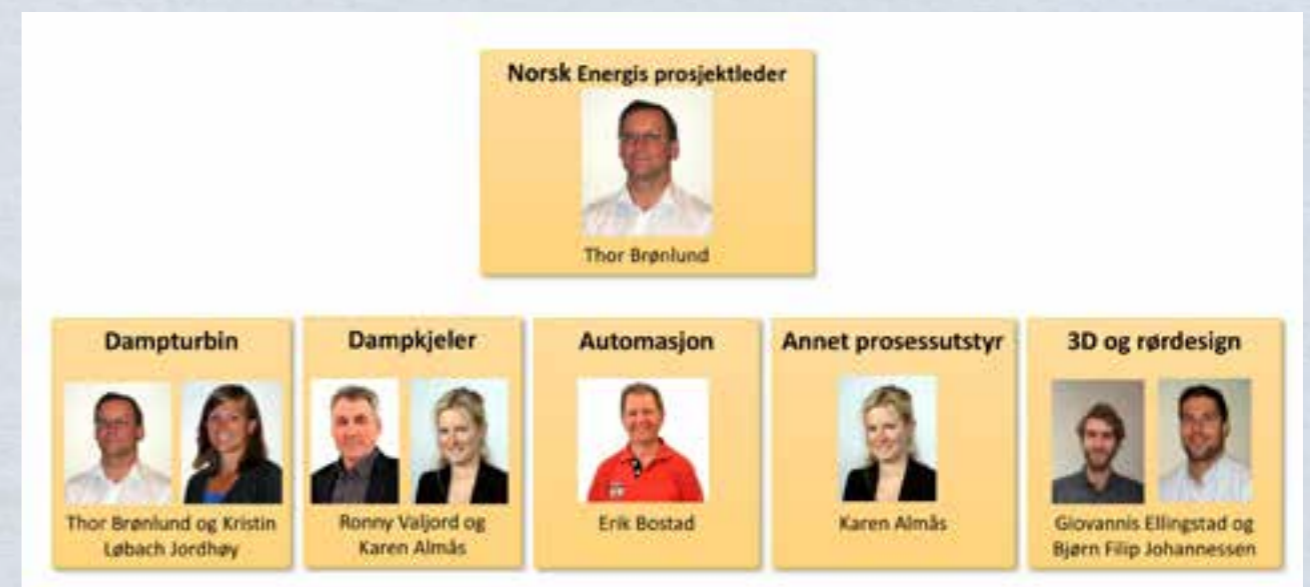 Norsk Energis prosjektleder
Thor Brønlund
Dampturbin
Thor Brønlund og Kristin
Løbach Jordhøy
Dampkjeler
Ronny Valjord og
Karen Almås
Automasjon
Erik Bostad
Annet prosessutstyr
Karen Almås
3D og rørdesign
Giovannis Ellingstad og
Bjørn Filip Johannessen